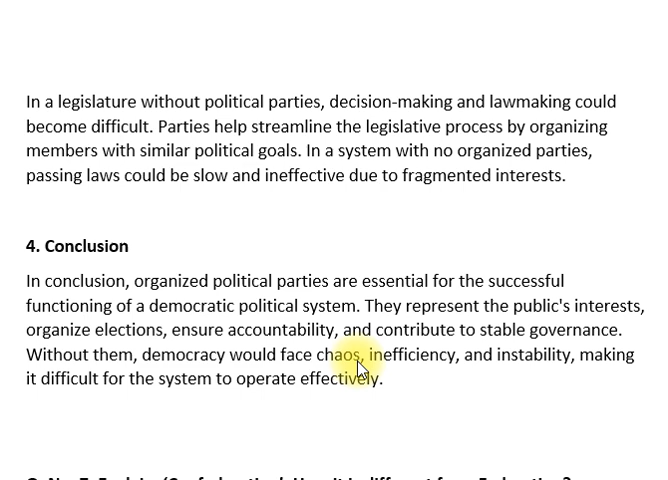 In a legislature without political parties, decision-making and lawmaking could
become difficult. Parties help streamline the legislative process by organizing
members with similar political goals. In a system with no organized parties,
passing laws could be slow and ineffective due to fragmented interests.
4. Conclusion
In conclusion, organized political parties are essential for the successful
functioning of a democratic political system. They represent the public's interests,
organize elections, ensure accountability, and contribute to stable governance.
Without them, democracy would face chaos, inefficiency, and instability, making
it difficult for the system to operate effectively.